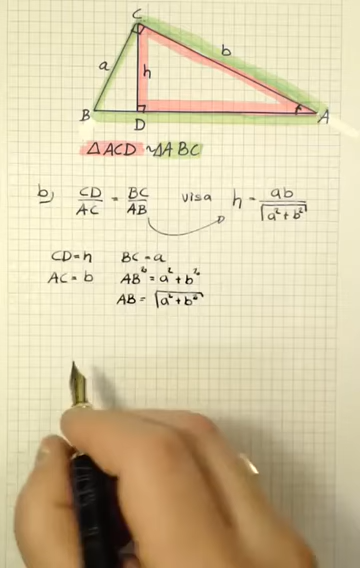 C
a
b
h
B
D
A
△ACD ~ △ABC
b) CD/AC = BC/AB visa h = ab/√(a²+b²)
CD=h BC=a
AC=b AB²=a²+b²
AB=√(a²+b²)